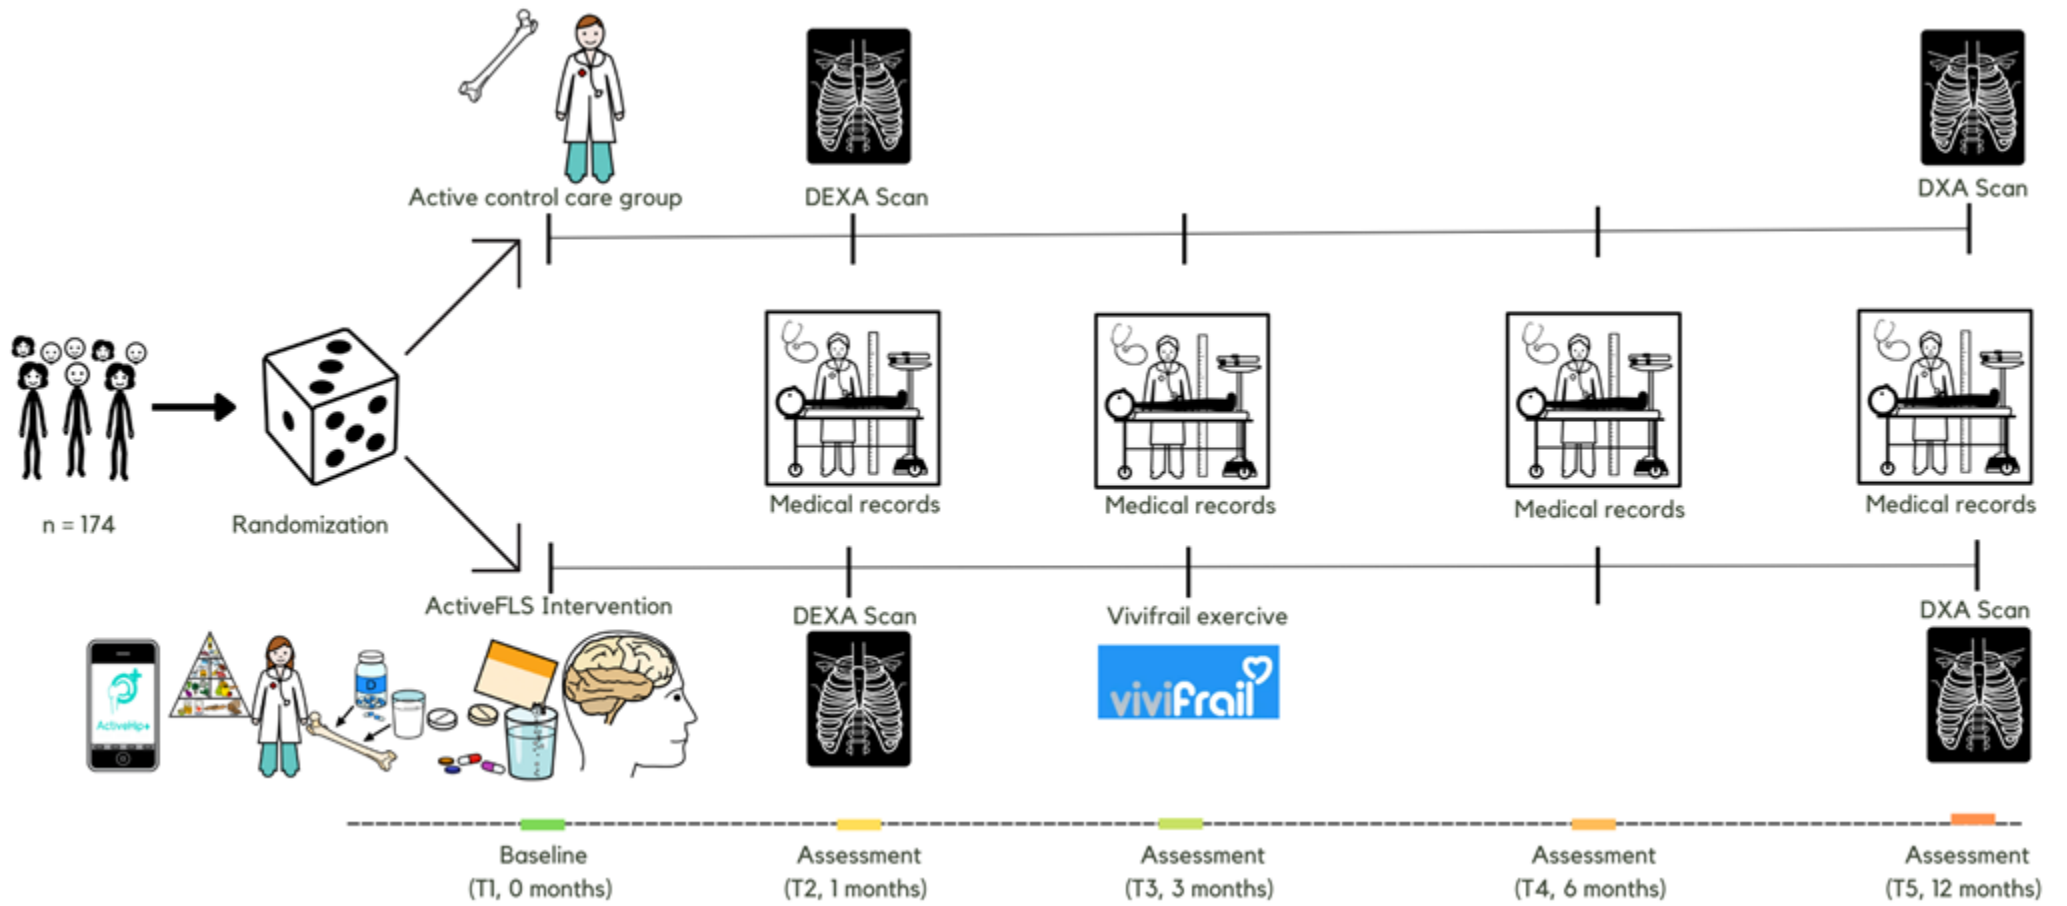 Active control care group
DEXA Scan
DXA Scan
n = 174
Randomization
Medical records
Medical records
Medical records
Medical records
ActiveFLS Intervention
DEXA Scan
Vivifrail exercive
DXA Scan
ActiveHip+
D
vivifrail
Baseline
(T1, 0 months)
Assessment
(T2, 1 months)
Assessment
(T3, 3 months)
Assessment
(T4, 6 months)
Assessment
(T5, 12 months)